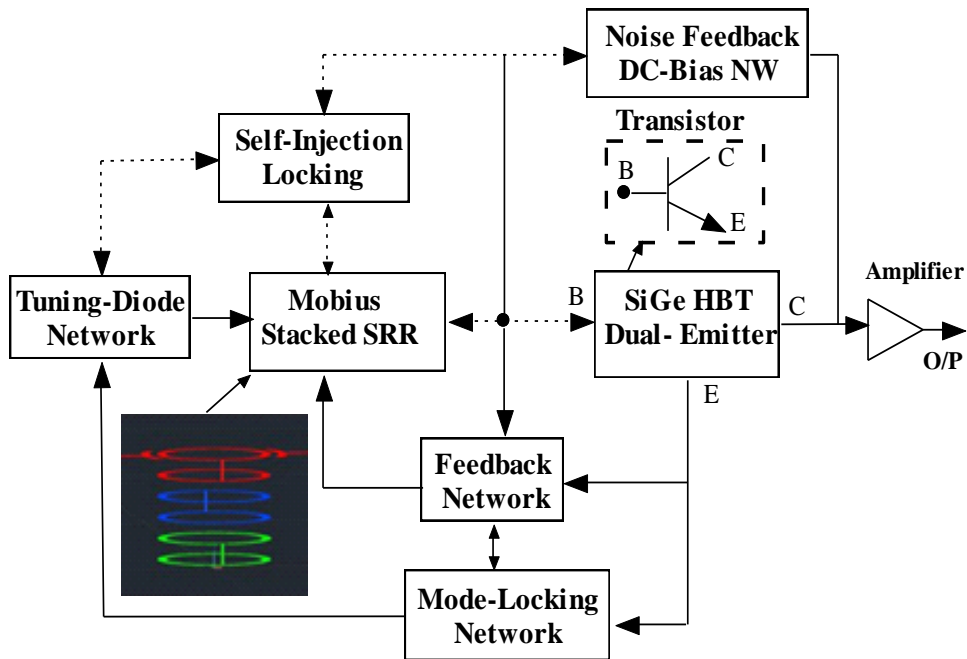 Noise Feedback
DC-Bias NW
Transistor
Self-Injection
Locking
B
C
E
Amplifier
Tuning-Diode
Network
Mobius
Stacked SRR
B
SiGe HBT
Dual- Emitter
C
O/P
E
Feedback
Network
Mode-Locking
Network